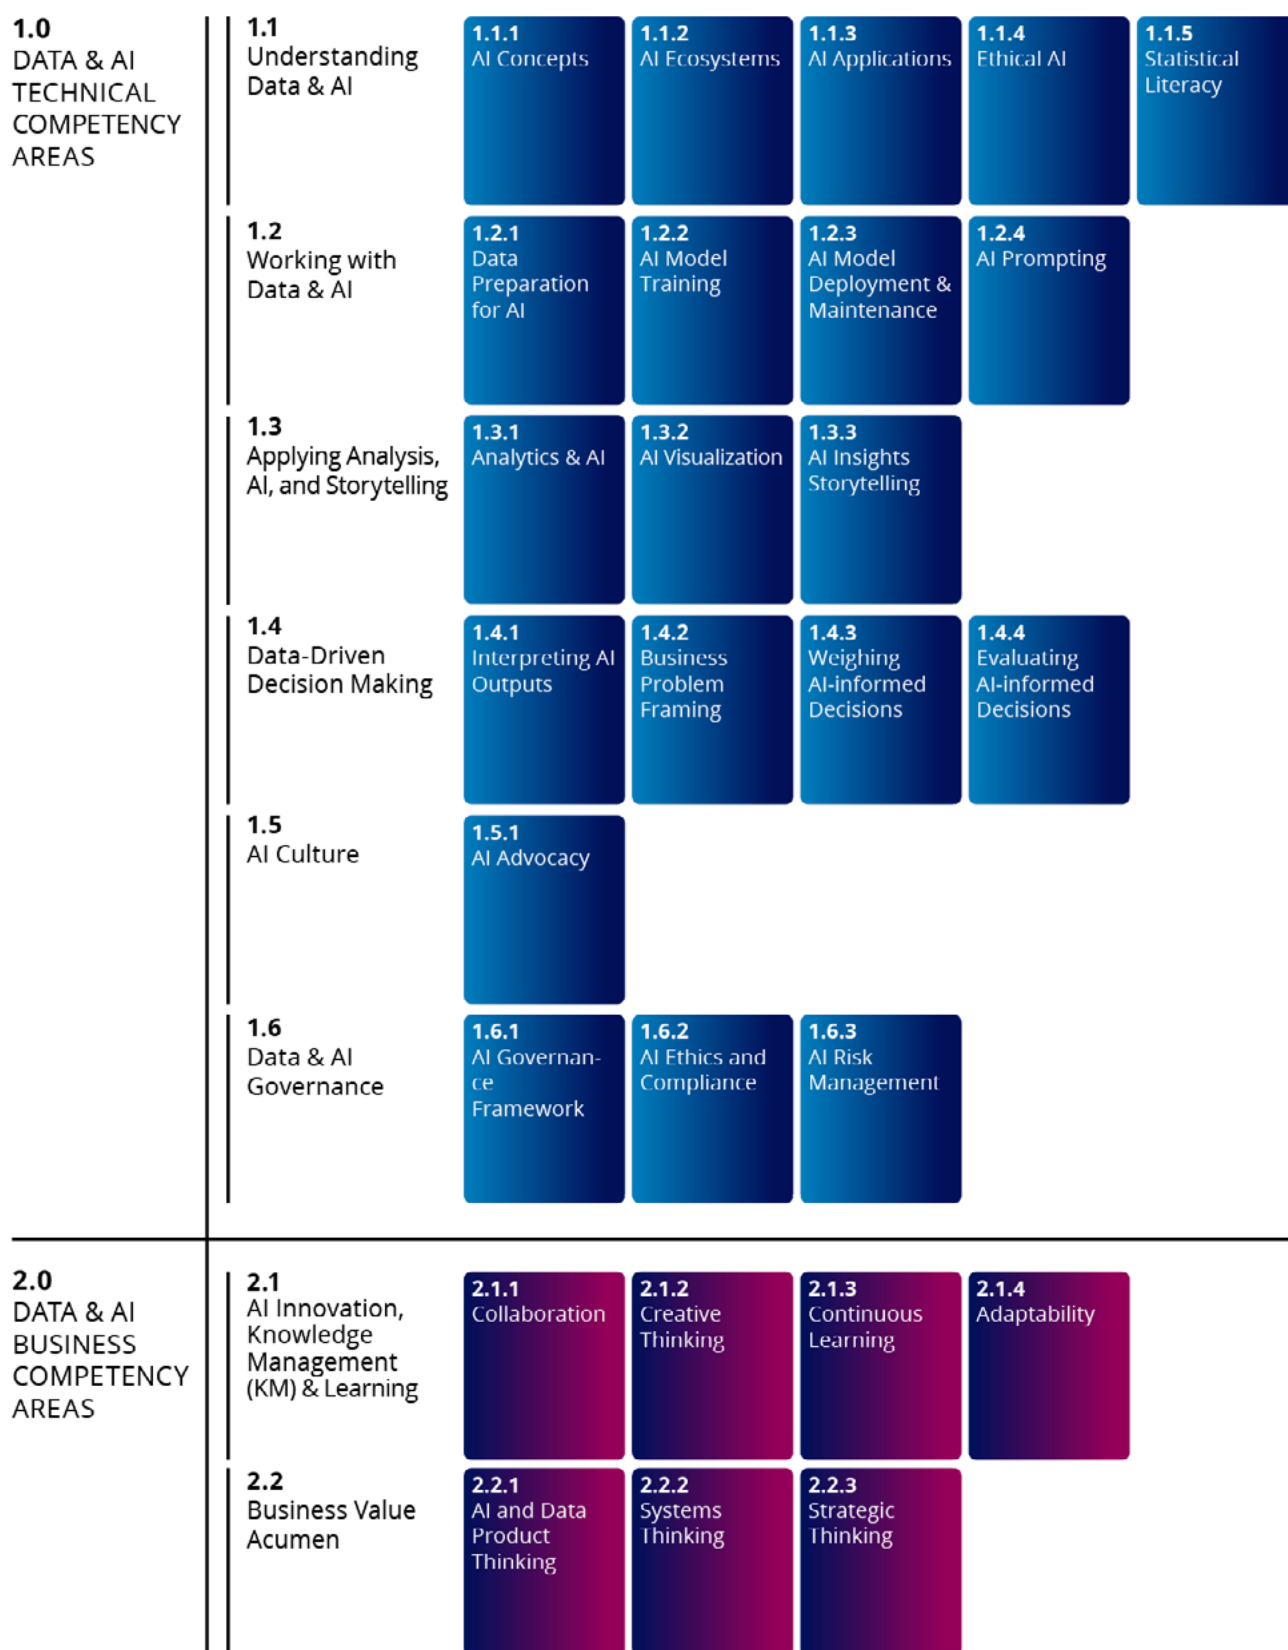 1.0
DATA & AI
TECHNICAL
COMPETENCY
AREAS
1.1
Understanding
Data & AI
1.1.1
AI Concepts
1.1.2
AI Ecosystems
1.1.3
AI Applications
1.1.4
Ethical AI
1.1.5
Statistical
Literacy
1.2
Working with
Data & AI
1.2.1
Data
Preparation
for AI
1.2.2
AI Model
Training
1.2.3
AI Model
Deployment &
Maintenance
1.2.4
AI Prompting
1.3
Applying Analysis,
AI, and Storytelling
1.3.1
Analytics & AI
1.3.2
AI Visualization
1.3.3
AI Insights
Storytelling
1.4
Data-Driven
Decision Making
1.4.1
Interpreting AI
Outputs
1.4.2
Business
Problem
Framing
1.4.3
Weighing
AI-informed
Decisions
1.4.4
Evaluating
AI-informed
Decisions
1.5
AI Culture
1.5.1
AI Advocacy
1.6
Data & AI
Governance
1.6.1
AI Governan-
ce
Framework
1.6.2
AI Ethics and
Compliance
1.6.3
AI Risk
Management
2.0
DATA & AI
BUSINESS
COMPETENCY
AREAS
2.1
AI Innovation,
Knowledge
Management
(KM) & Learning
2.1.1
Collaboration
2.1.2
Creative
Thinking
2.1.3
Continuous
Learning
2.1.4
Adaptability
2.2
Business Value
Acumen
2.2.1
AI and Data
Product
Thinking
2.2.2
Systems
Thinking
2.2.3
Strategic
Thinking